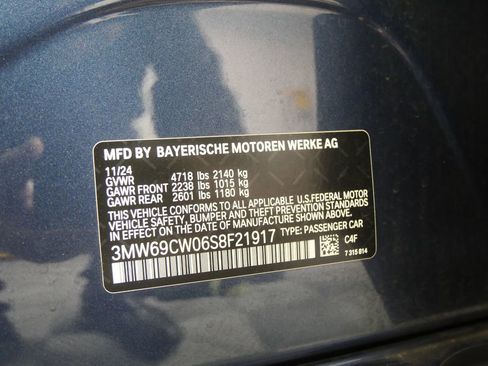 MFD BY BAYERISCHE MOTOREN WERKE AG
11/24
GVWR 4718 lbs 2140 kg
GAWR FRONT 2238 lbs 1015 kg
GAWR REAR 2601 lbs 1180 kg
THIS VEHICLE CONFORMS TO ALL APPLICABLE U.S.FEDERAL MOTOR
VEHICLE SAFETY, BUMPER, AND THEFT PREVENTION STANDARDS
IN EFFECT ON THE DATE OF MANUFACTURE SHOWN ABOVE.
3MW69CW06S8F21917 TYPE: PASSENGER CAR
C4F
7 315 814